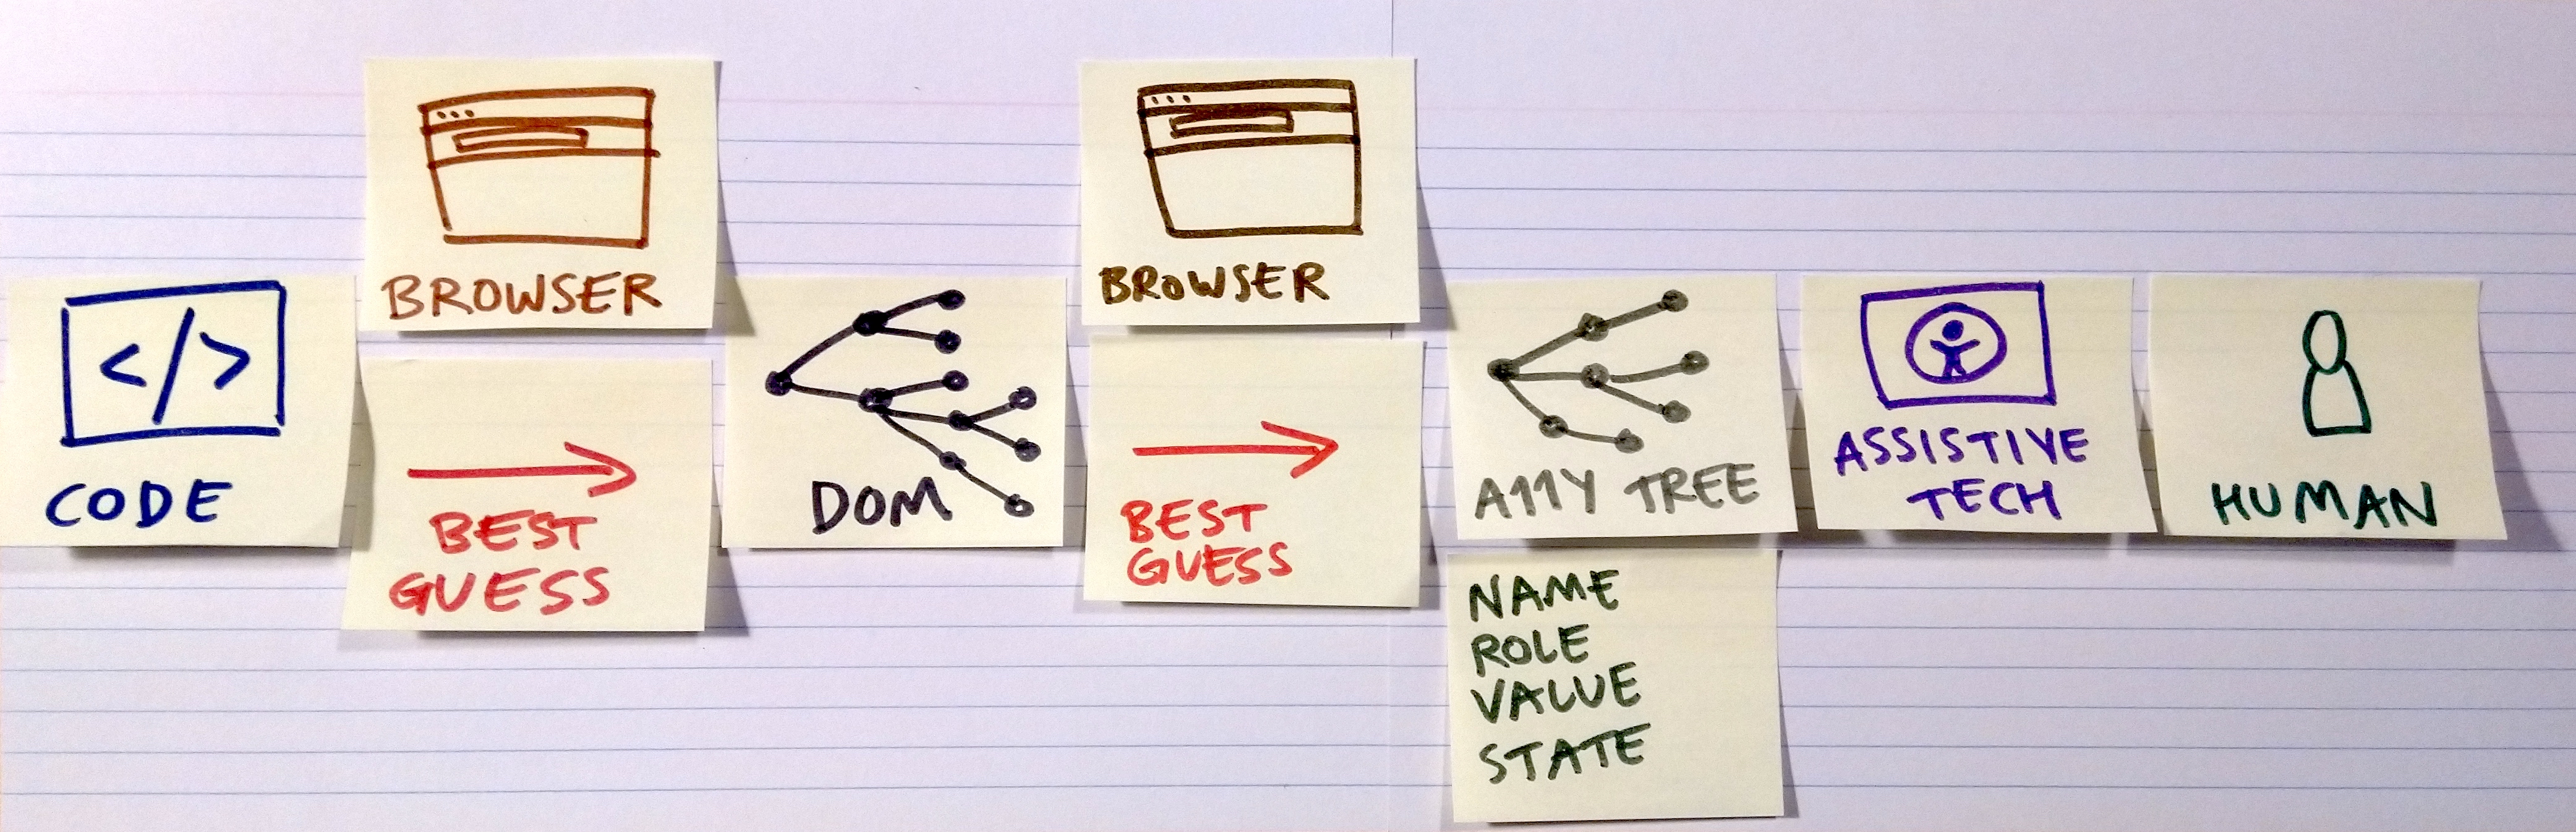 </>
CODE
BROWSER
BEST
GUESS
DOM
BROWSER
BEST
GUESS
A11Y TREE
NAME
ROLE
VALUE
STATE
ASSISTIVE
TECH
HUMAN